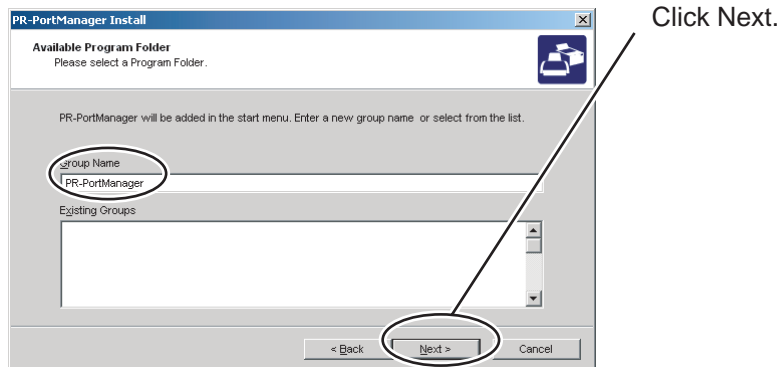 PR-PortManager Install
Click Next.
Available Program Folder
Please select a Program Folder.
PR-PortManager will be added in the start menu. Enter a new group name or select from the list.
Group Name
PR-PortManager
Existing Groups
< Back
Next >
Cancel